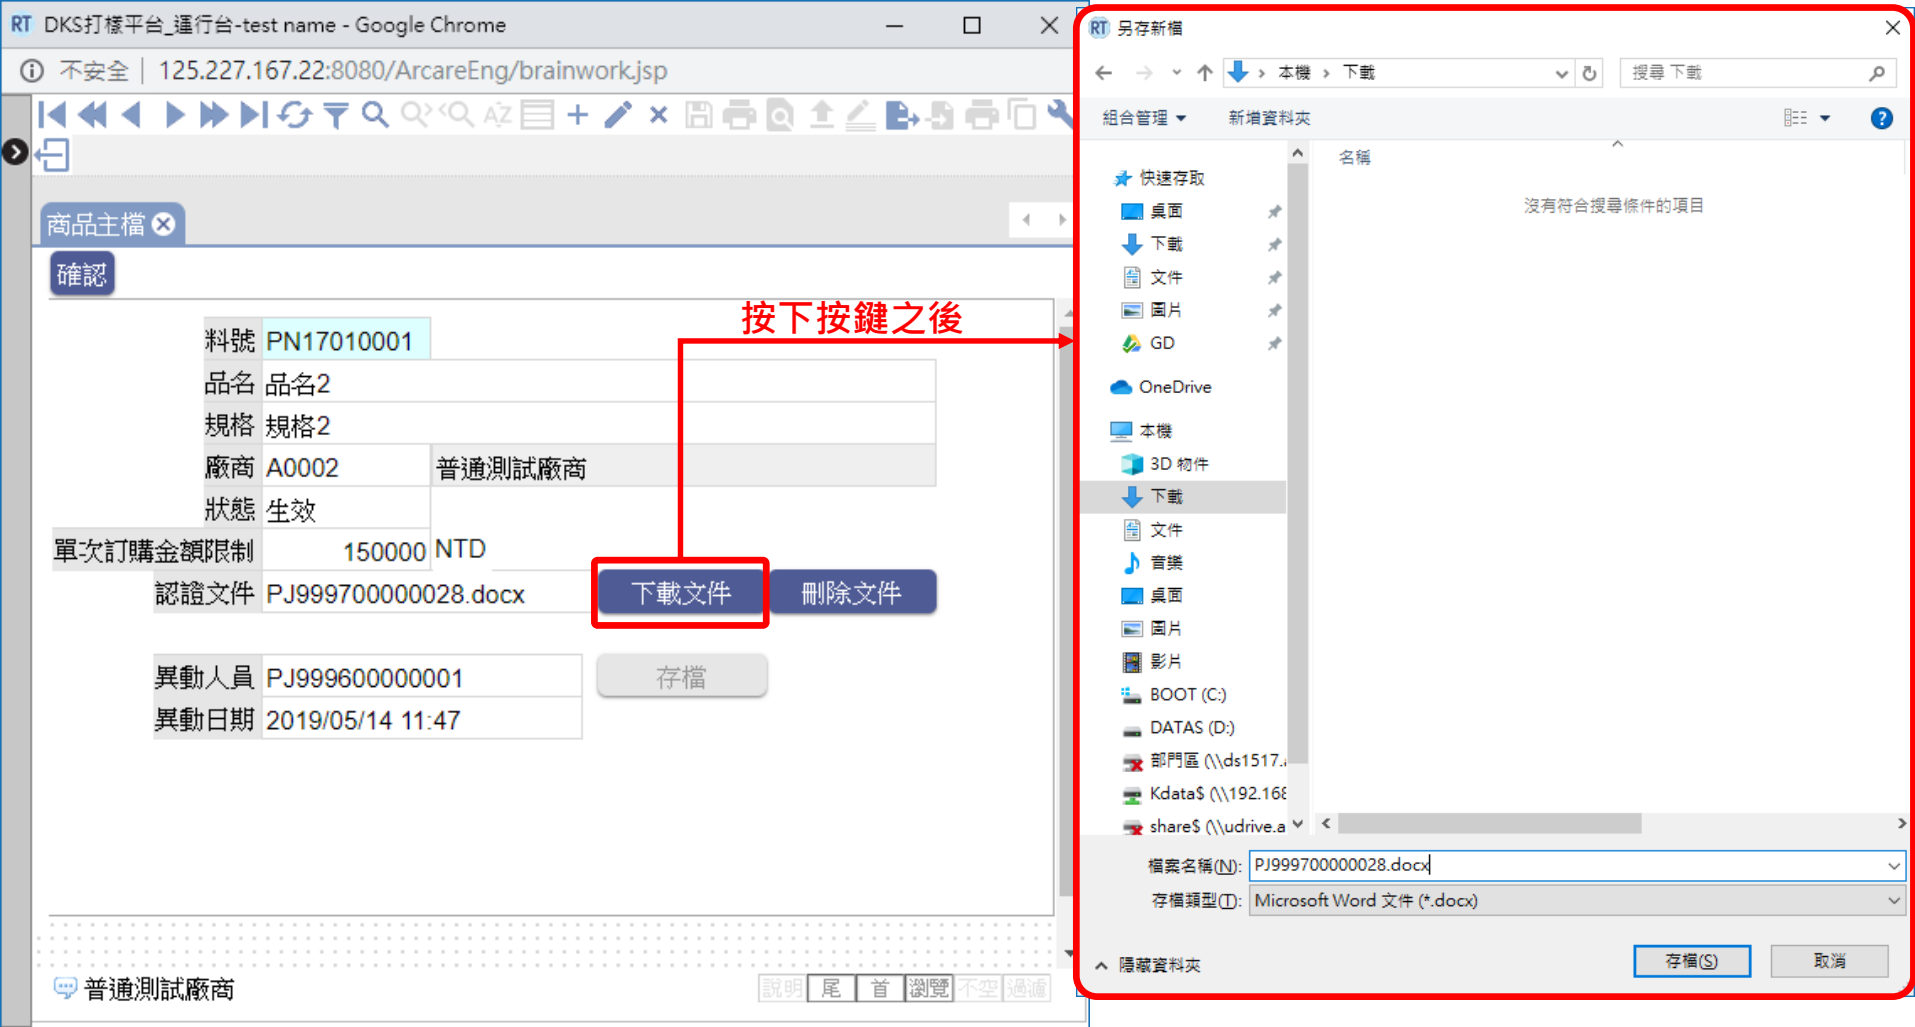 RT DKS打樣平台_運行台-test name - Google Chrome
不安全 | 125.227.167.22:8080/ArcareEng/brainwork.jsp
AZ
商品主檔
確認
按下按鍵之後
料號 PN17010001
品名 品名2
規格 規格2
廠商 A0002 普通測試廠商
狀態 生效
單次訂購金額限制 150000 NTD
認證文件 PJ999700000028.docx 下載文件 刪除文件
異動人員 PJ999600000001 存檔
異動日期 2019/05/14 11:47
普通測試廠商
說明 尾 首 瀏覽 不空 過濾
RT 另存新檔
本機 下載 搜尋 下載
組合管理 新增資料夾
名稱
沒有符合搜尋條件的項目
快速存取
桌面
下載
文件
圖片
GD
OneDrive
本機
3D 物件
下載
文件
音樂
桌面
圖片
影片
BOOT (C:)
DATAS (D:)
部門區 (\\ds1517.
Kdata$ (\\192.168
share$ (\\udrive.a
檔案名稱(N): PJ999700000028.docx
存檔類型(T): Microsoft Word 文件 (*.docx)
隱藏資料夾 存檔(S) 取消